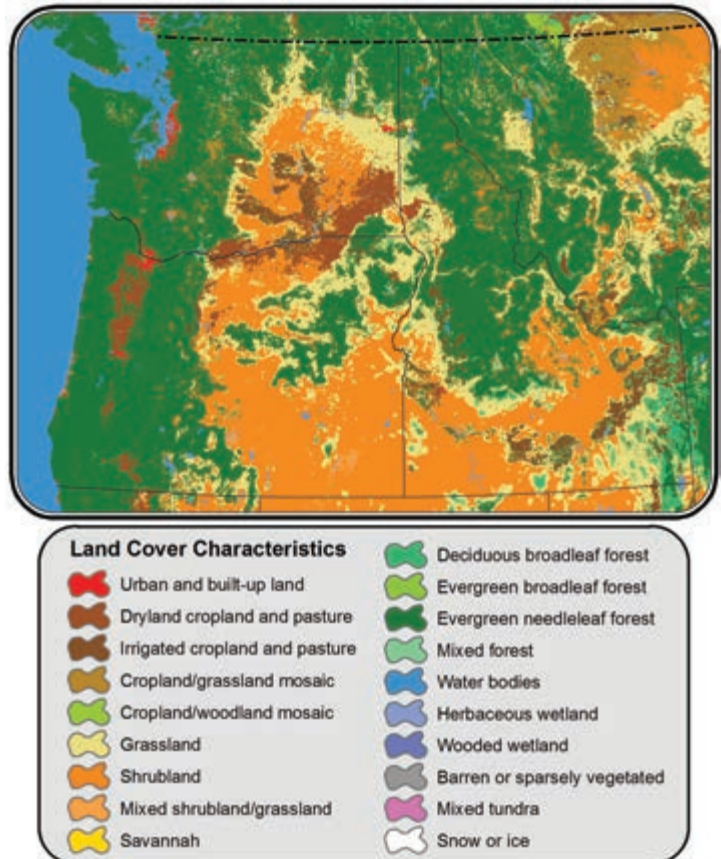 Land Cover Characteristics
Urban and built-up land
Dryland cropland and pasture
Irrigated cropland and pasture
Cropland/grassland mosaic
Cropland/woodland mosaic
Grassland
Shrubland
Mixed shrubland/grassland
Savannah
Deciduous broadleaf forest
Evergreen broadleaf forest
Evergreen needleleaf forest
Mixed forest
Water bodies
Herbaceous wetland
Wooded wetland
Barren or sparsely vegetated
Mixed tundra
Snow or ice